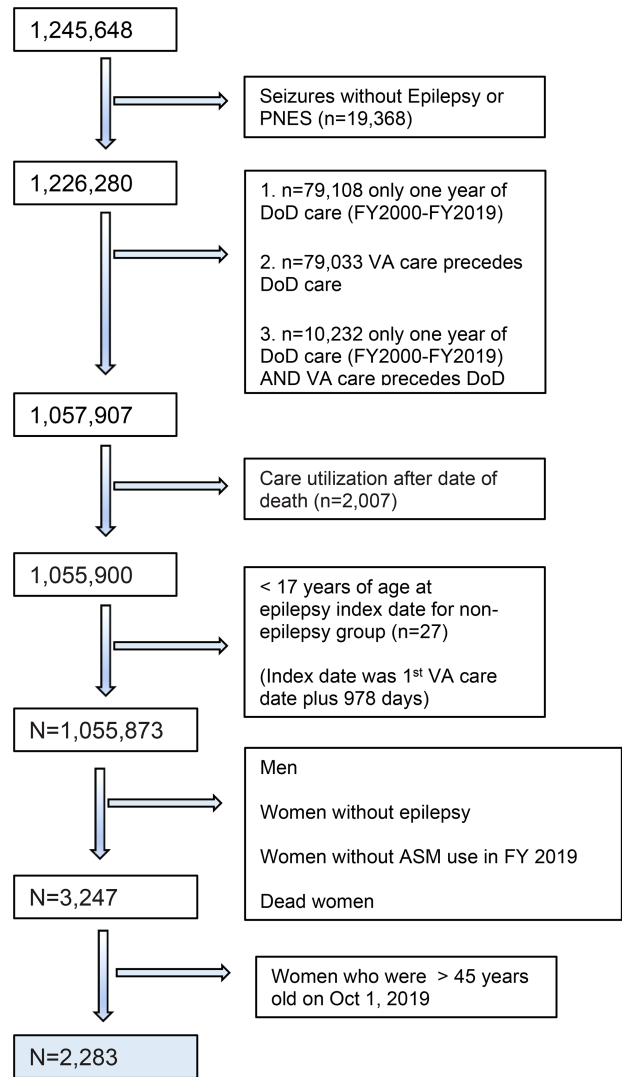 1,245,648
Seizures without Epilepsy or
PNES (n=19,368)
1,226,280
1. n=79,108 only one year of
DoD care (FY2000-FY2019)
2. n=79,033 VA care precedes
DoD care
3. n=10,232 only one year of
DoD care (FY2000-FY2019)
AND VA care precedes DoD
1,057,907
Care utilization after date of
death (n=2,007)
1,055,900
< 17 years of age at
epilepsy index date for non-
epilepsy group (n=27)
(Index date was 1st VA care
date plus 978 days)
N=1,055,873
Men
Women without epilepsy
Women without ASM use in FY 2019
Dead women
N=3,247
Women who were > 45 years
old on Oct 1, 2019
N=2,283